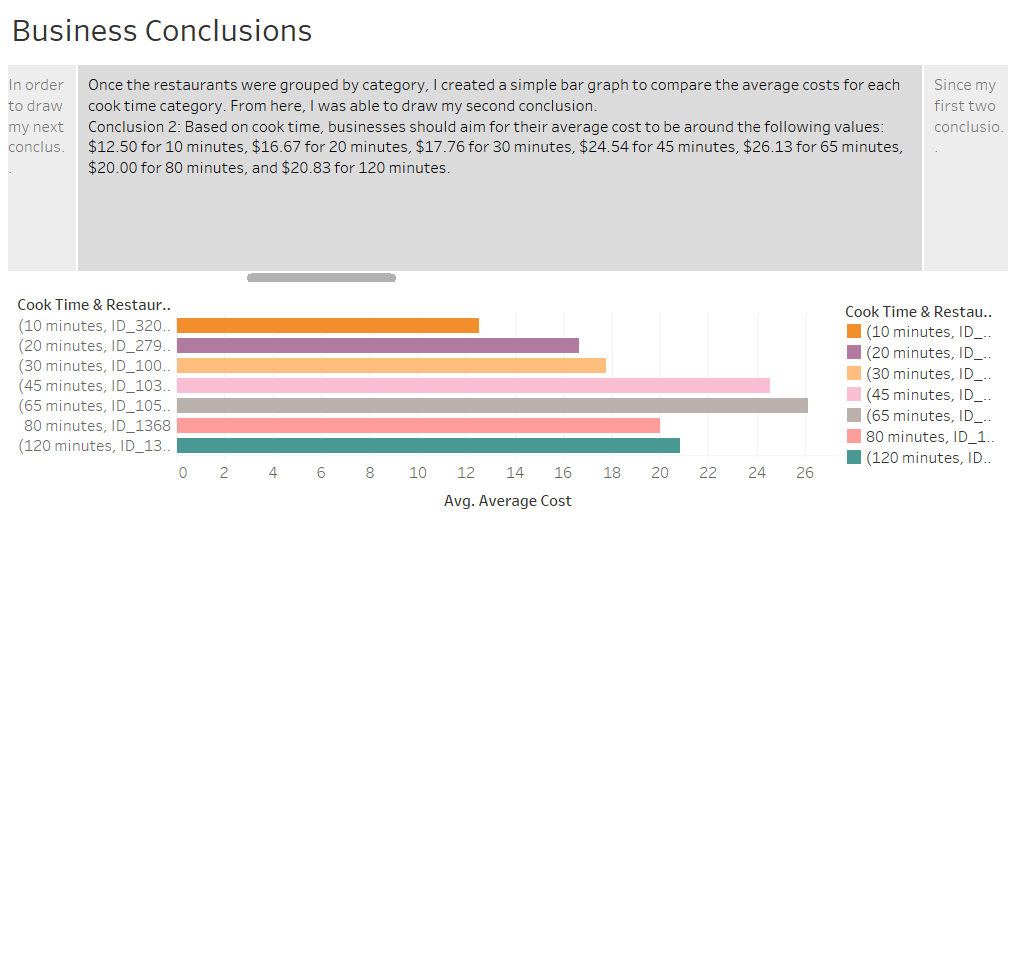 Business Conclusions
In order
to draw
my next
conclus.
.
Once the restaurants were grouped by category, I created a simple bar graph to compare the average costs for each
cook time category. From here, I was able to draw my second conclusion.
Conclusion 2: Based on cook time, businesses should aim for their average cost to be around the following values:
$12.50 for 10 minutes, $16.67 for 20 minutes, $17.76 for 30 minutes, $24.54 for 45 minutes, $26.13 for 65 minutes,
$20.00 for 80 minutes, and $20.83 for 120 minutes.
Since my
first two
conclusio.
.
Cook Time & Restaur..
(10 minutes, ID_320..
(20 minutes, ID_279..
(30 minutes, ID_100..
(45 minutes, ID_103..
(65 minutes, ID_105..
80 minutes, ID_1368
(120 minutes, ID_13..
0 2 4 6 8 10 12 14 16 18 20 22 24 26
Avg. Average Cost
Cook Time & Restau..
(10 minutes, ID_..
(20 minutes, ID_..
(30 minutes, ID_..
(45 minutes, ID_..
(65 minutes, ID_..
80 minutes, ID_1..
(120 minutes, ID..